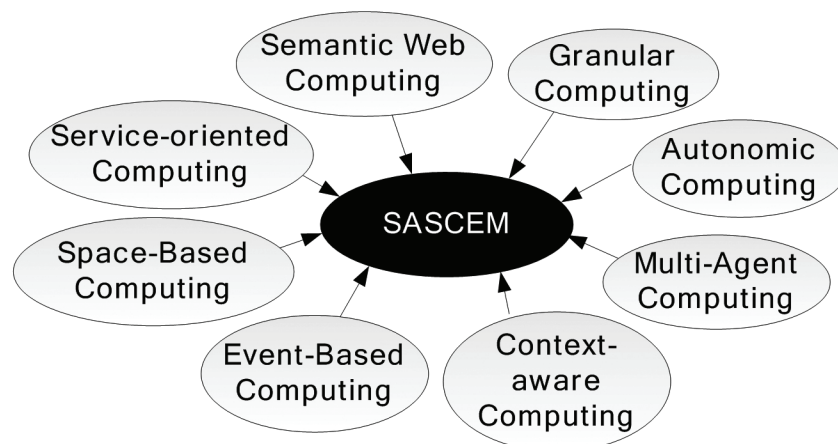 Semantic Web
Computing
Granular
Computing
Service-oriented
Computing
Autonomic
Computing
SASCEM
Space-Based
Computing
Multi-Agent
Computing
Event-Based
Computing
Context-
aware
Computing